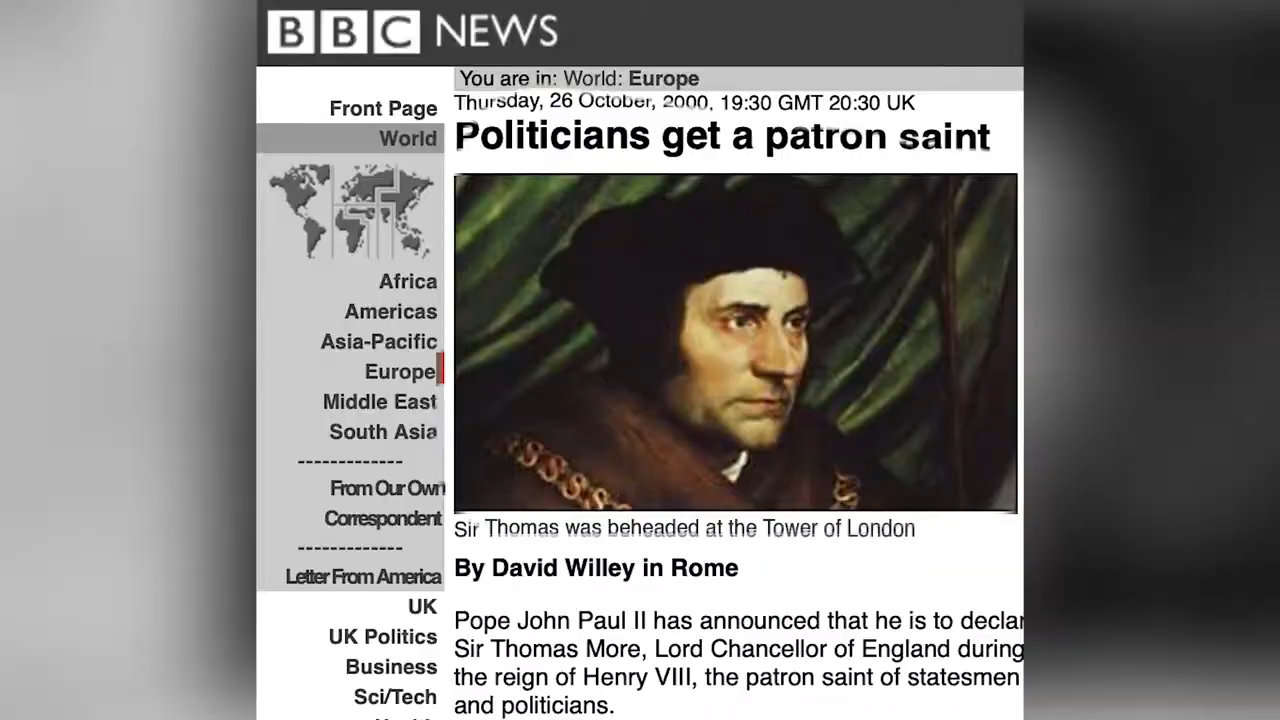 BBC NEWS
You are in: World: Europe
Thursday, 26 October, 2000, 19:30 GMT 20:30 UK
Politicians get a patron saint
Front Page
World
Africa
Americas
Asia-Pacific
Europe
Middle East
South Asia
-------------
From Our Own
Correspondent
-------------
Letter From America
UK
UK Politics
Business
Sci/Tech
Sir Thomas was beheaded at the Tower of London
By David Willey in Rome
Pope John Paul II has announced that he is to declar
Sir Thomas More, Lord Chancellor of England during
the reign of Henry VIII, the patron saint of statesmen
and politicians.